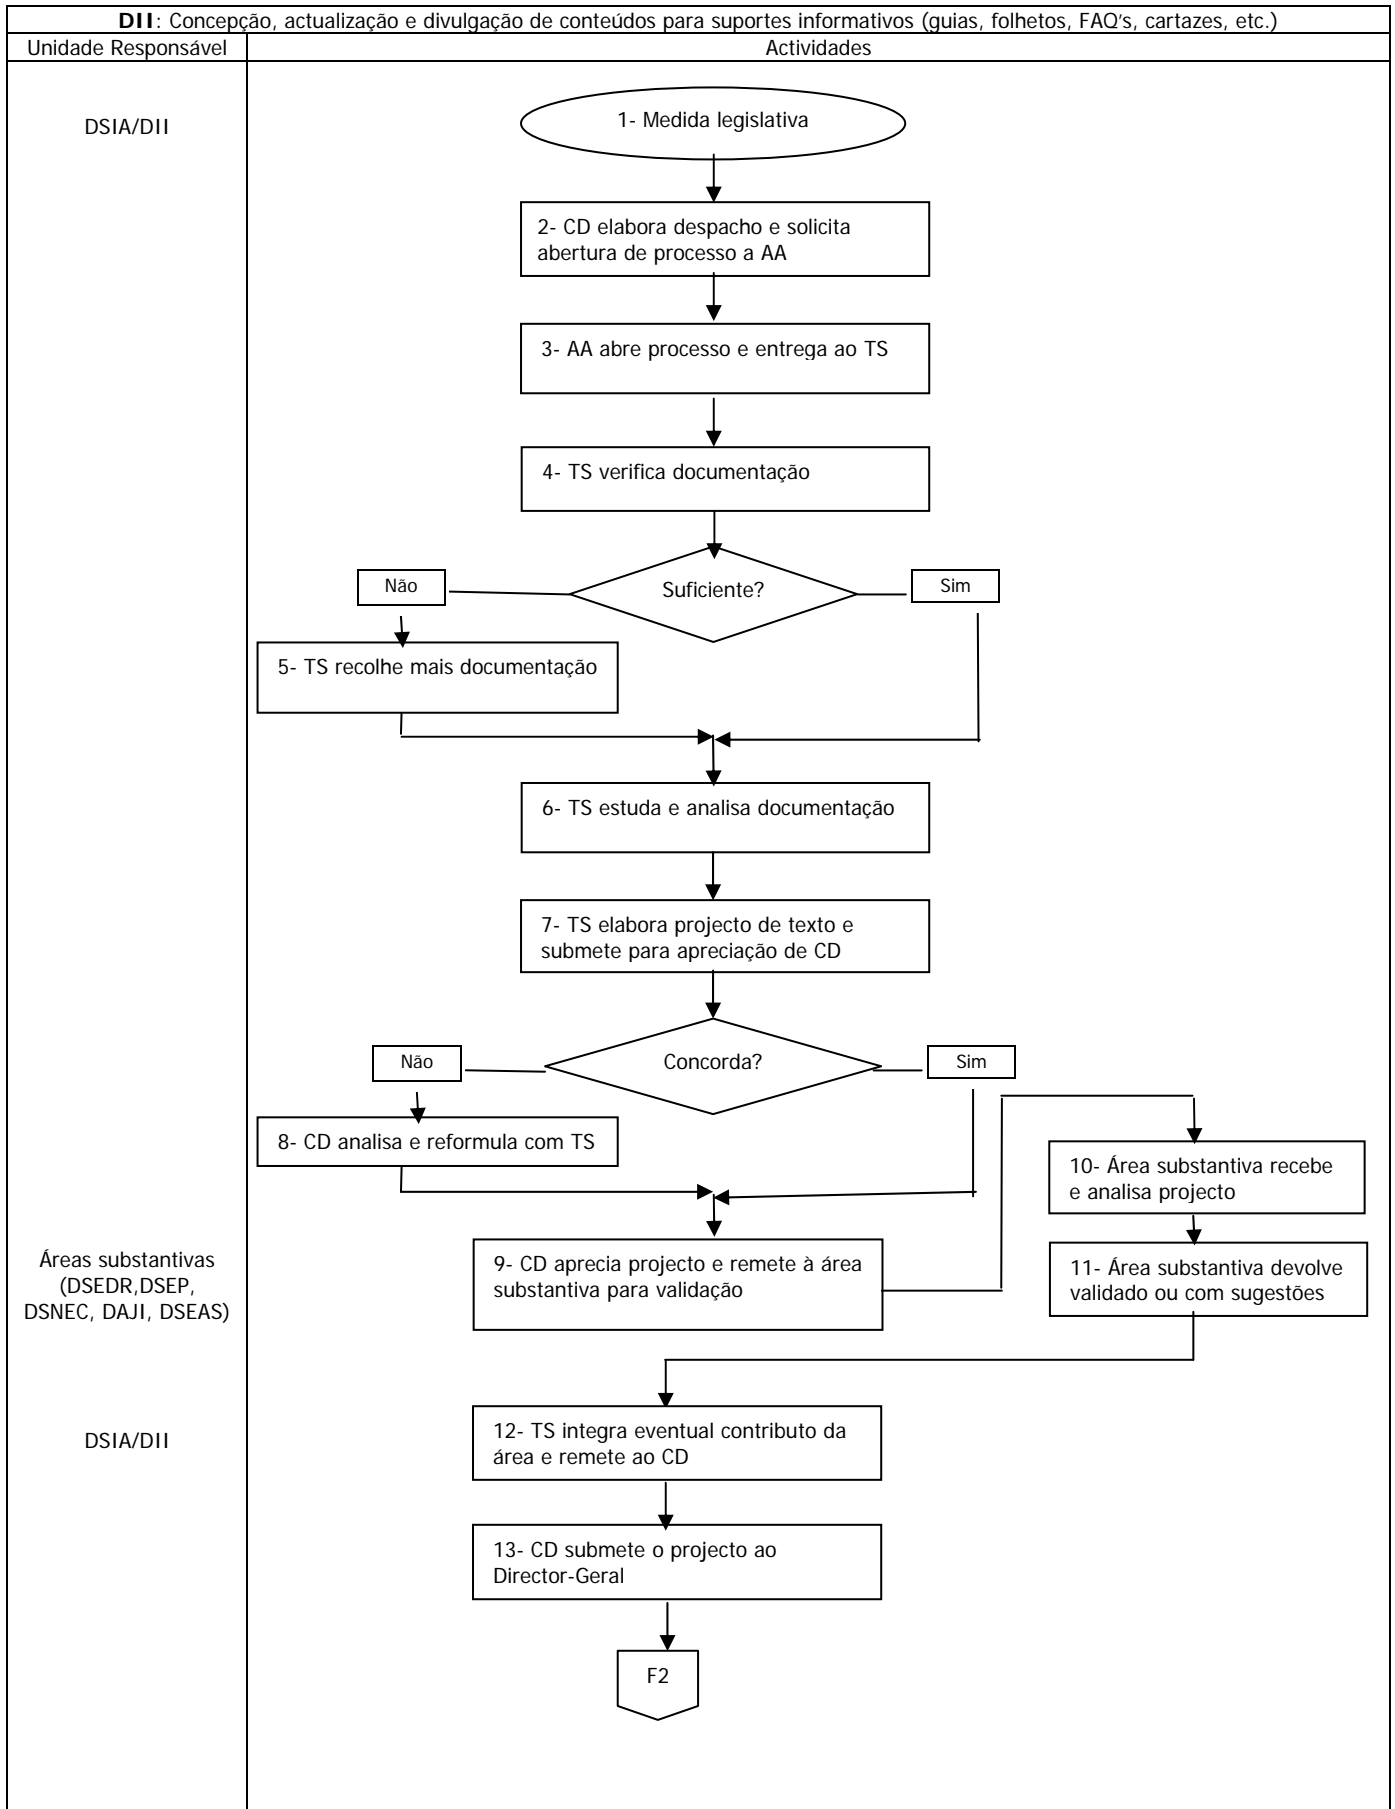 DII: Concepção, actualização e divulgação de conteúdos para suportes informativos (guias, folhetos, FAQ's, cartazes, etc.)
Unidade Responsável
Actividades
DSIA/DII
1- Medida legislativa
2- CD elabora despacho e solicita
abertura de processo a AA
3- AA abre processo e entrega ao TS
4- TS verifica documentação
Suficiente?
Não
Sim
5- TS recolhe mais documentação
6- TS estuda e analisa documentação
7- TS elabora projecto de texto e
submete para apreciação de CD
Concorda?
Não
Sim
8- CD analisa e reformula com TS
Áreas substantivas
(DSEDR,DSEP,
DSNEC, DAJI, DSEAS)
9- CD aprecia projecto e remete à área
substantiva para validação
10- Área substantiva recebe
e analisa projecto
11- Área substantiva devolve
validado ou com sugestões
DSIA/DII
12- TS integra eventual contributo da
área e remete ao CD
13- CD submete o projecto ao
Director-Geral
F2